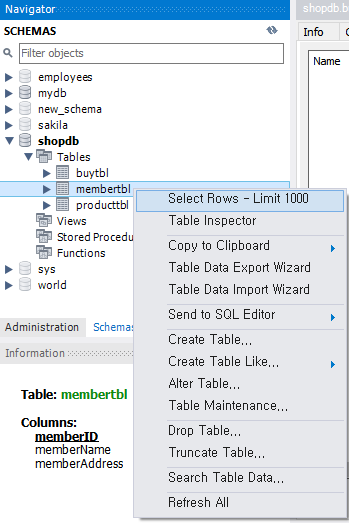 Navigator
shopdb.b
SCHEMAS
Info
Filter objects
Name
employees
mydb
new_schema
sakila
shopdb
Tables
buytbl
membertbl
producttbl
Views
Stored Procedu
Functions
sys
world
Select Rows - Limit 1000
Table Inspector
Copy to Clipboard
Table Data Export Wizard
Table Data Import Wizard
Send to SQL Editor
Create Table...
Create Table Like...
Alter Table...
Table Maintenance...
Drop Table...
Truncate Table...
Search Table Data...
Refresh All
Administration
Schemas
Information
Table: membertbl
Columns:
memberID
memberName
memberAddress